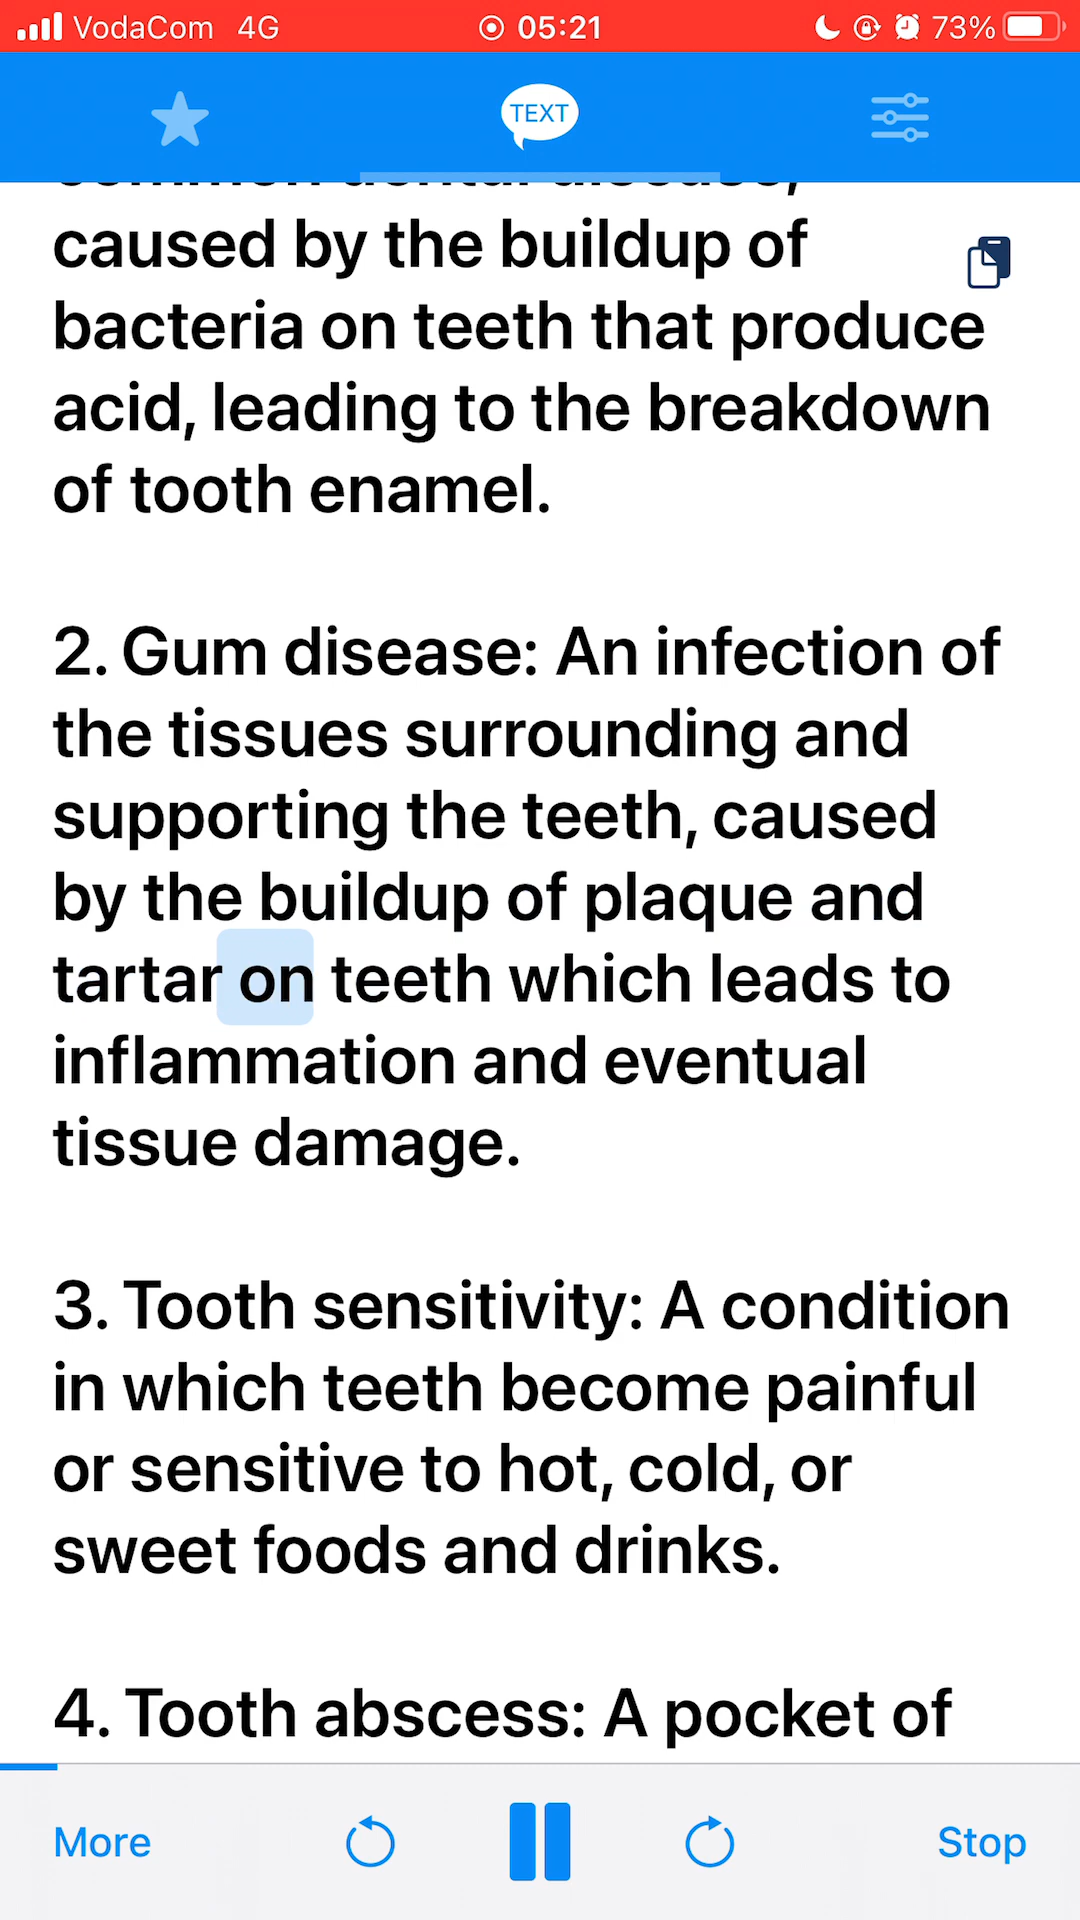 VodaCom 4G 05:21 73%
TEXT
caused by the buildup of
bacteria on teeth that produce
acid, leading to the breakdown
of tooth enamel.
2. Gum disease: An infection of
the tissues surrounding and
supporting the teeth, caused
by the buildup of plaque and
tartar on teeth which leads to
inflammation and eventual
tissue damage.
3. Tooth sensitivity: A condition
in which teeth become painful
or sensitive to hot, cold, or
sweet foods and drinks.
4. Tooth abscess: A pocket of
More Stop